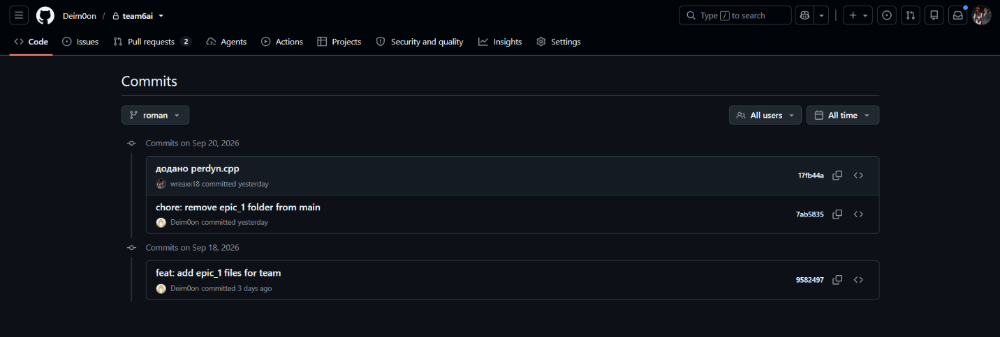 Deim0on / team6ai
Type / to search
Code Issues Pull requests 2 Agents Actions Projects Security and quality Insights Settings
Commits
roman All users All time
Commits on Sep 20, 2026
додано perdyn.cpp
wreaxx18 committed yesterday
17fb44a
chore: remove epic_1 folder from main
Deim0on committed yesterday
7ab5835
Commits on Sep 18, 2026
feat: add epic_1 files for team
Deim0on committed 3 days ago
9582497